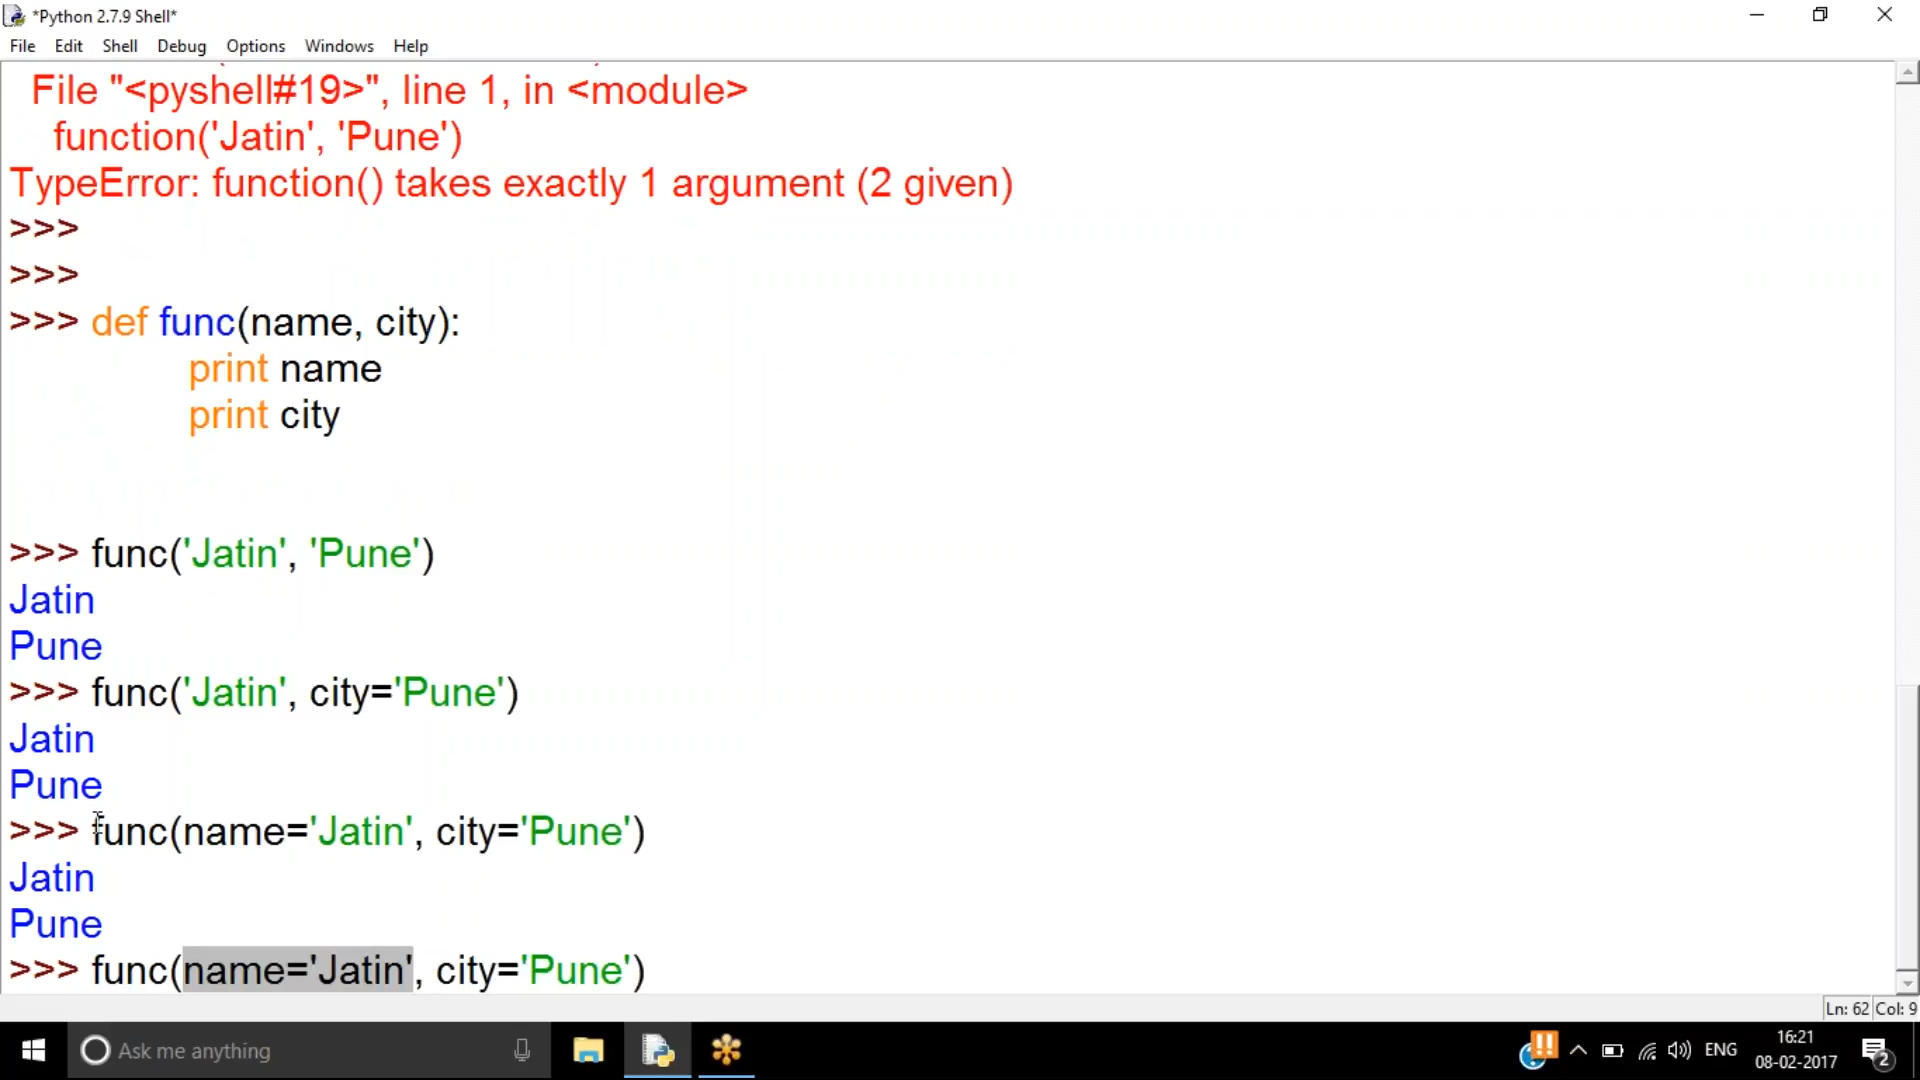 *Python 2.7.9 Shell*
File Edit Shell Debug Options Windows Help
File "<pyshell#19>", line 1, in <module>
function('Jatin', 'Pune')
TypeError: function() takes exactly 1 argument (2 given)
>>>
>>>
>>> def func(name, city):
print name
print city
>>> func('Jatin', 'Pune')
Jatin
Pune
>>> func('Jatin', city='Pune')
Jatin
Pune
>>> func(name='Jatin', city='Pune')
Jatin
Pune
>>> func(name='Jatin', city='Pune')
Ln: 62 Col: 9
Ask me anything
ENG
16:21
08-02-2017
2